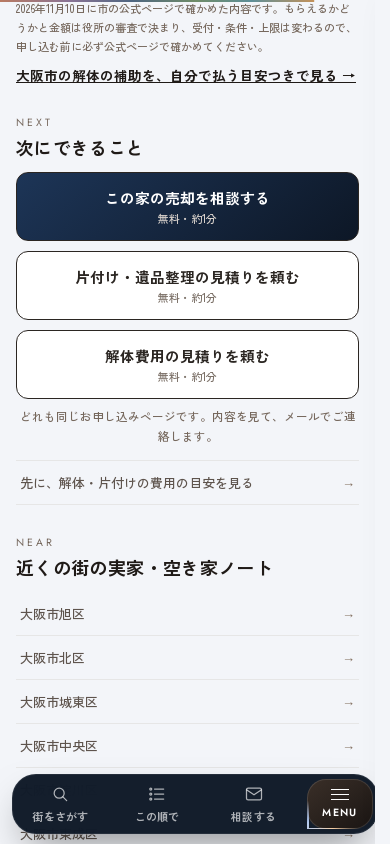 2026年11月10日に市の公式ページで確かめた内容です。もらえるかど
うかと金額は役所の審査で決まり、受付・条件・上限は変わるので、
申し込む前に必ず公式ページで確かめてください。
大阪市の解体の補助を、自分で払う目安つきで見る →
NEXT
次にできること
この家の売却を相談する
無料・約1分
片付け・遺品整理の見積りを頼む
無料・約1分
解体費用の見積りを頼む
無料・約1分
どれも同じお申し込みページです。内容を見て、メールでご連
絡します。
先に、解体・片付けの費用の目安を見る →
NEAR
近くの街の実家・空き家ノート
大阪市旭区 →
大阪市北区 →
大阪市城東区 →
大阪市中央区 →
街をさがす この順で 相談する MENU
大阪市東成区